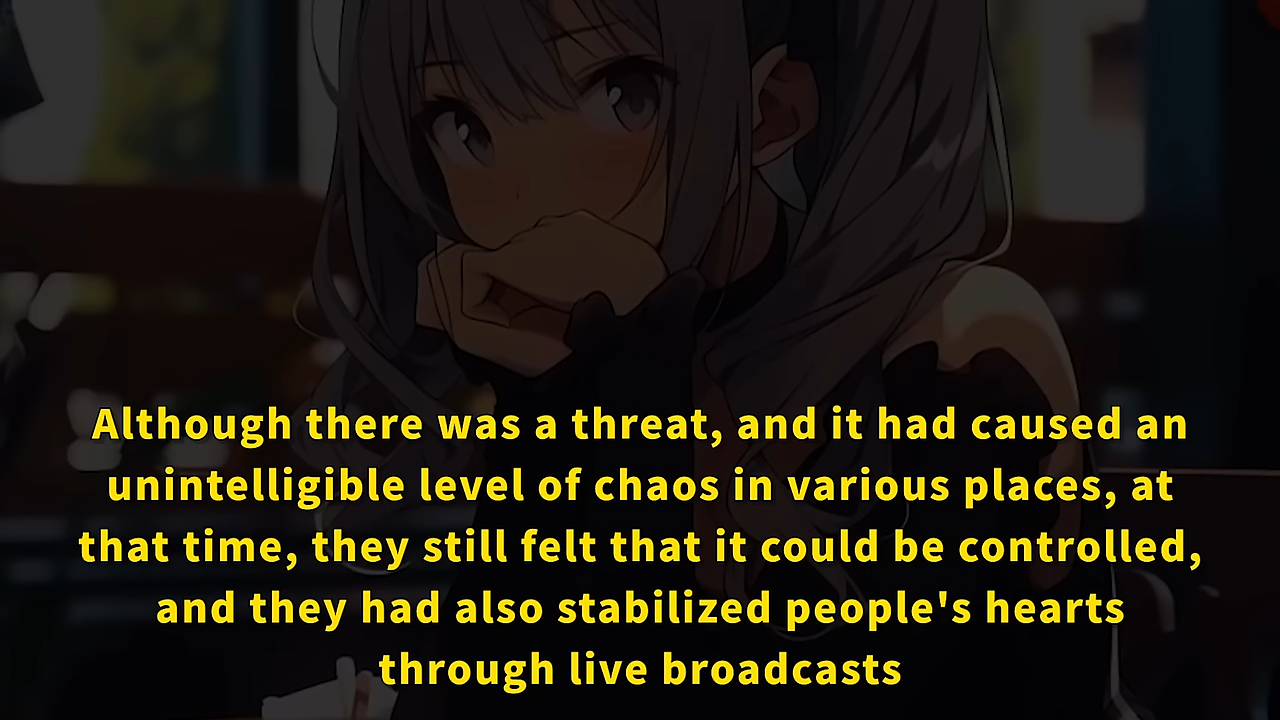 Although there was a threat, and it had caused an
unintelligible level of chaos in various places, at
that time, they still felt that it could be controlled,
and they had also stabilized people's hearts
through live broadcasts